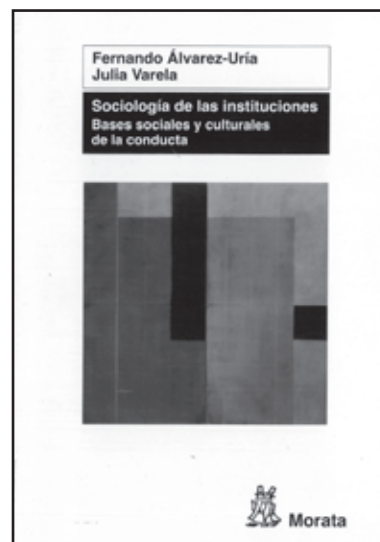 Fernando Álvarez-Uría
Julia Varela
Sociología de las instituciones
Bases sociales y culturales
de la conducta
Morata